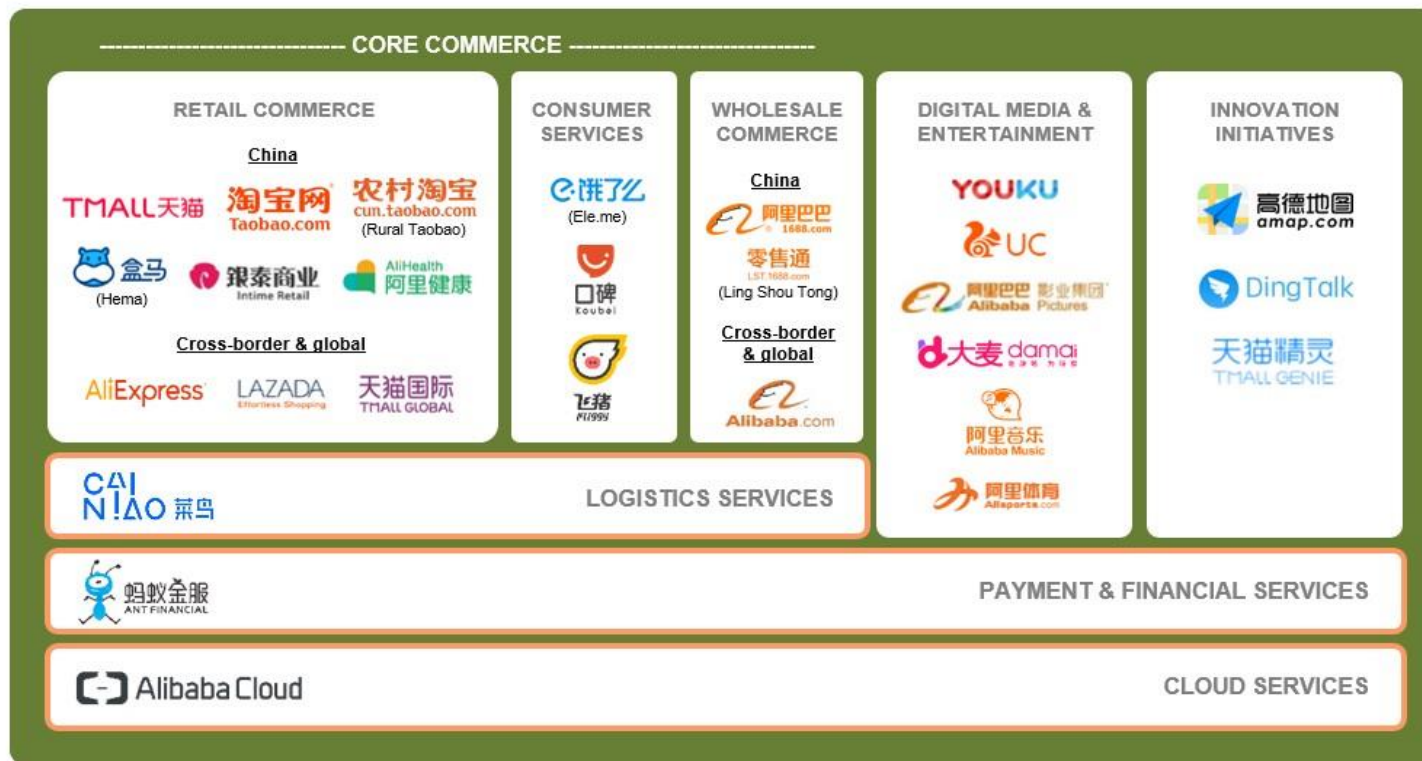 CORE COMMERCE
RETAIL COMMERCE
China
TMALL天猫
淘宝网
Taobao.com
农村淘宝
cun.taobao.com
(Rural Taobao)
盒马
(Hema)
銀泰商业
Intime Retail
AliHealth
阿里健康
Cross-border & global
AliExpress
LAZADA
Effortless Shopping
天猫国际
TMALL GLOBAL
CONSUMER
SERVICES
饿了么
(Ele.me)
口碑
Koubei
飞猪
Fliggy
WHOLESALE
COMMERCE
China
阿里巴巴
1688.com
零售通
LST.1688.com
(Ling Shou Tong)
Cross-border
& global
Alibaba.com
DIGITAL MEDIA &
ENTERTAINMENT
YOUKU
UC
阿里巴巴 影业集团
Alibaba Pictures
大麦 damai
阿里音乐
Alibaba Music
阿里体育
Alisports.com
INNOVATION
INITIATIVES
高德地图
amap.com
DingTalk
天猫精灵
TMALL GENIE
CAI
NIAO 菜鸟
LOGISTICS SERVICES
蚂蚁金服
ANT FINANCIAL
PAYMENT & FINANCIAL SERVICES
Alibaba Cloud
CLOUD SERVICES